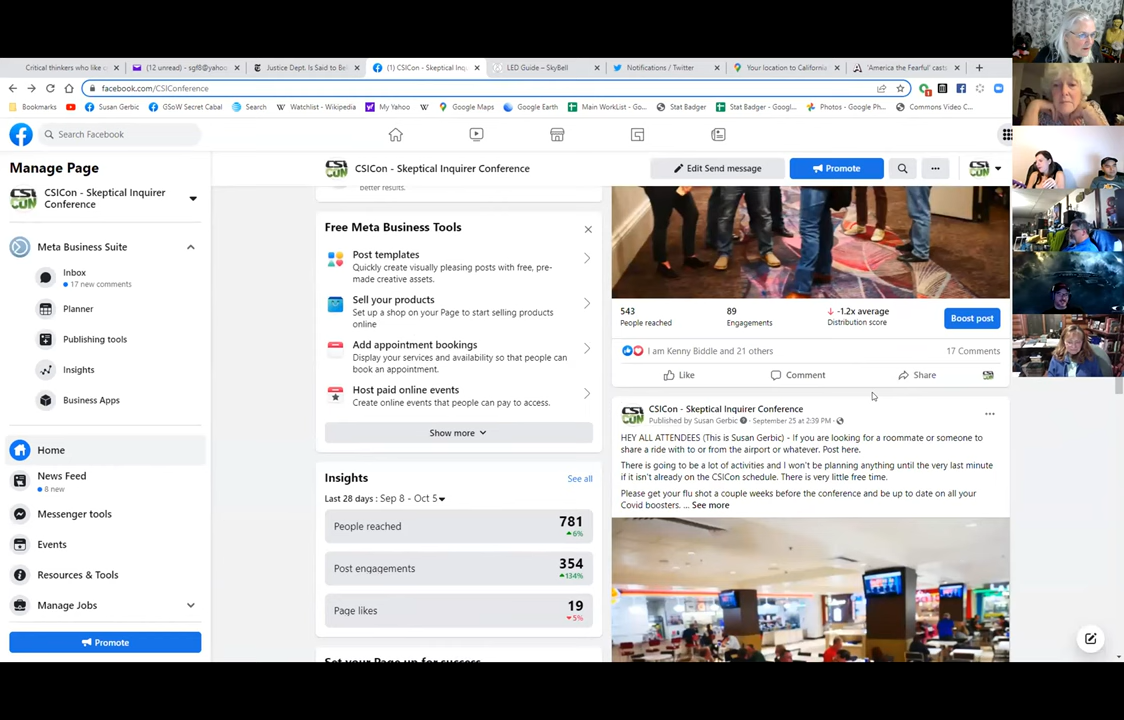 Critical thinkers who like c
(12 unread) - sgf8@yahoo
Justice Dept. Is Said to Be
(1) CSICon - Skeptical Inq
LED Guide – SkyBell
Notifications / Twitter
Your location to California
'America the Fearful' casts
facebook.com/CSIConference
Bookmarks
Susan Gerbic
GSoW Secret Cabal
Search
Watchlist - Wikipedia
My Yahoo
Google Maps
Google Earth
Main WorkList - Go...
Stat Badger
Stat Badger - Googl...
Photos - Google Ph...
Commons Video C...
Search Facebook
Manage Page
CSICon - Skeptical Inquirer
Conference
Meta Business Suite
Inbox
17 new comments
Planner
Publishing tools
Insights
Business Apps
Home
News Feed
8 new
Messenger tools
Events
Resources & Tools
Manage Jobs
Promote
CSI CON
CSICon - Skeptical Inquirer Conference
Edit Send message
Promote
better results.
Free Meta Business Tools
Post templates
Quickly create visually pleasing posts with free, pre-
made creative assets.
Sell your products
Set up a shop on your Page to start selling products
online
Add appointment bookings
Display your services and availability so that people can
book an appointment.
Host paid online events
Create online events that people can pay to access.
Show more
Insights
See all
Last 28 days : Sep 8 - Oct 5
People reached
781
6%
Post engagements
354
134%
Page likes
19
5%
Set your Page up for success
543
People reached
89
Engagements
-1.2x average
Distribution score
Boost post
I am Kenny Biddle and 21 others
17 Comments
Like
Comment
Share
CSICon - Skeptical Inquirer Conference
Published by Susan Gerbic · September 25 at 2:39 PM ·
HEY ALL ATTENDEES (This is Susan Gerbic) - If you are looking for a roommate or someone to
share a ride with to or from the airport or whatever. Post here.
There is going to be a lot of activities and I won't be planning anything until the very last minute
if it isn't already on the CSICon schedule. There is very little free time.
Please get your flu shot a couple weeks before the conference and be up to date on all your
Covid boosters. ... See more